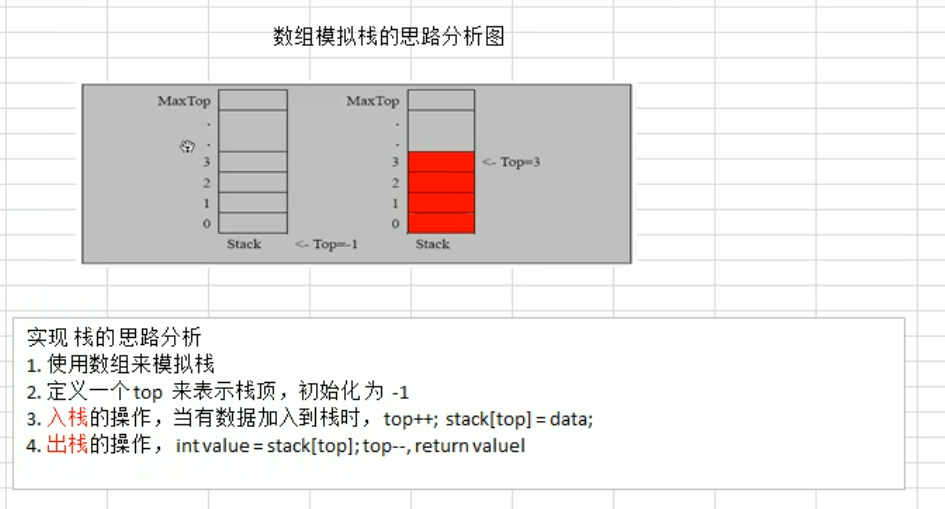 数组模拟栈的思路分析图
MaxTop
.
.
3
2
1
0
Stack
<- Top=-1
MaxTop
.
.
3
2
1
0
Stack
<- Top=3
实现 栈的思路分析
1. 使用数组来模拟栈
2. 定义一个 top 来表示栈顶，初始化为 -1
3. 入栈的操作，当有数据加入到栈时，top++; stack[top] = data;
4. 出栈的操作，int value = stack[top]; top--, return valuel